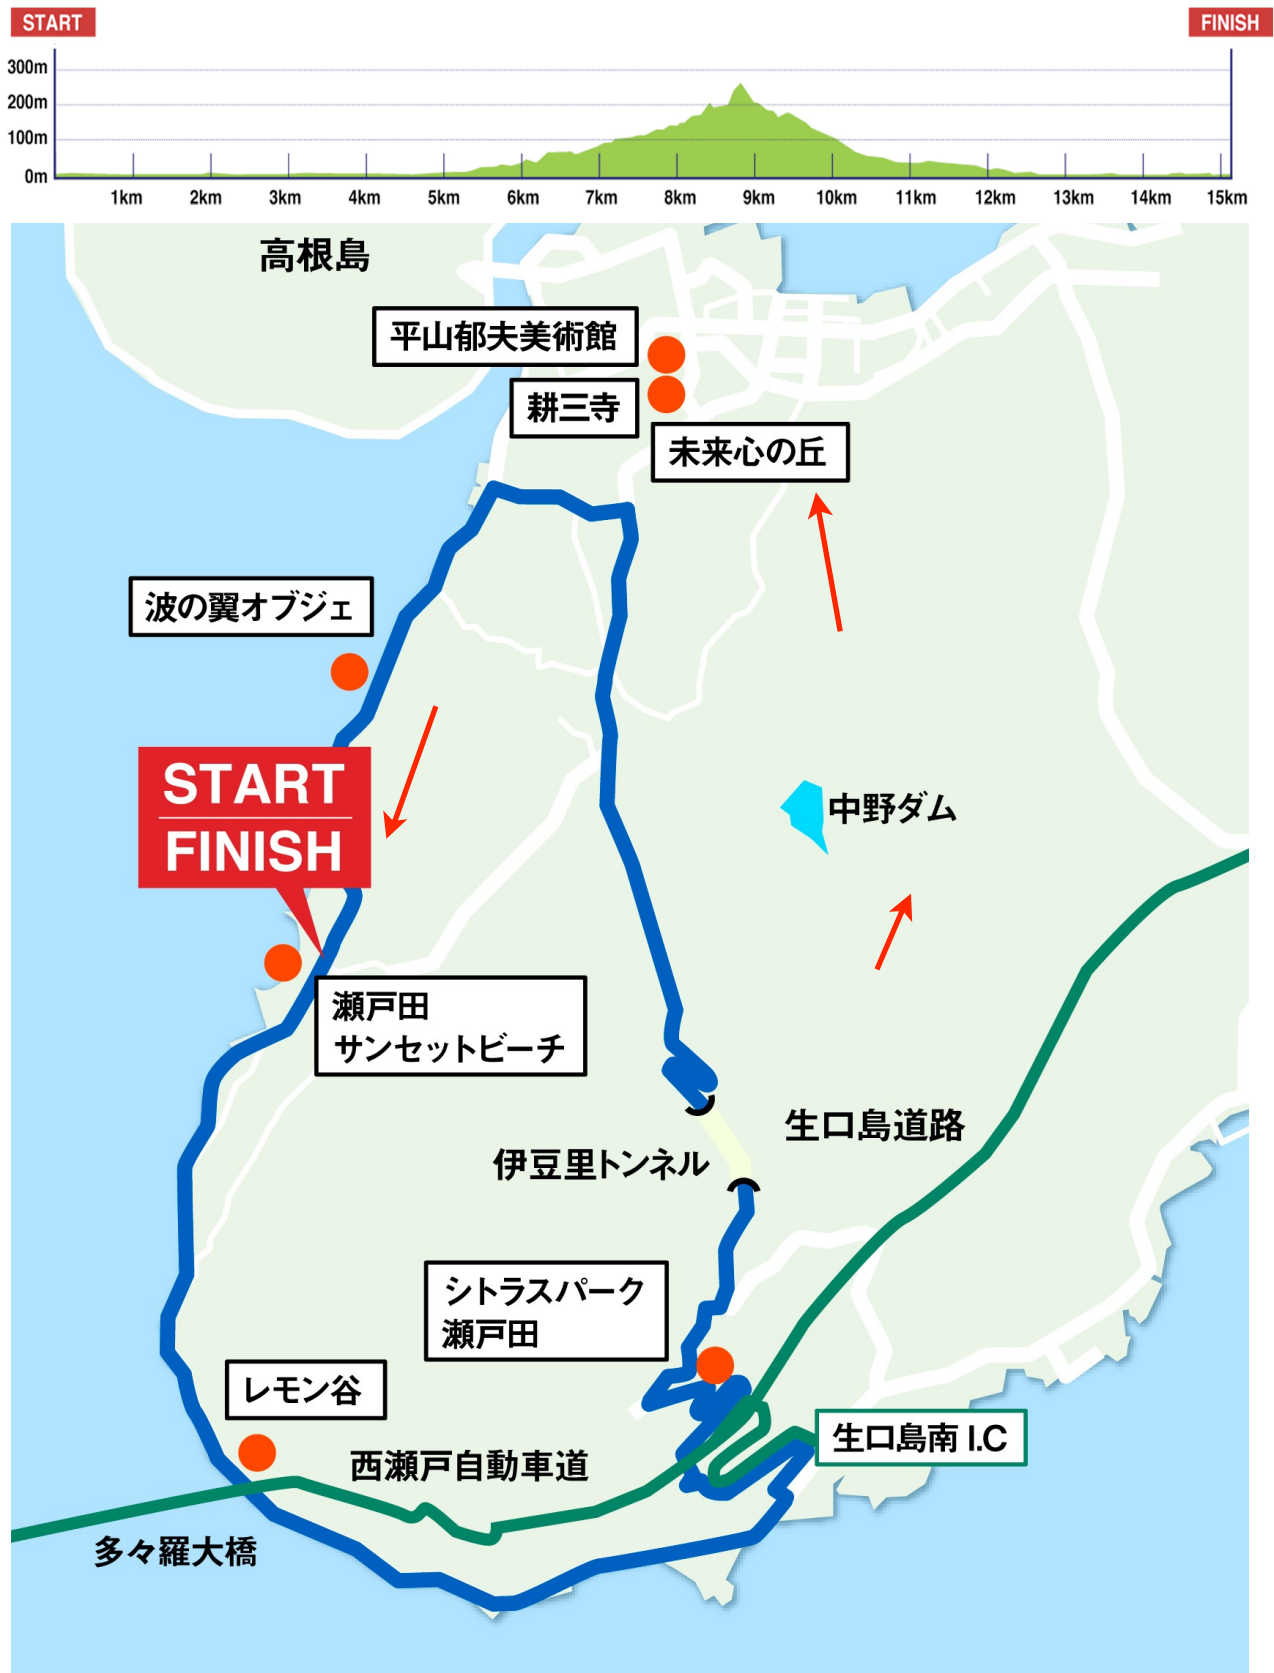 START
FINISH
300m
200m
100m
0m
1km
2km
3km
4km
5km
6km
7km
8km
9km
10km
11km
12km
13km
14km
15km
高根島
平山郁夫美術館
耕三寺
未来心の丘
波の翼オブジェ
START
FINISH
中野ダム
瀬戸田
サンセットビーチ
生口島道路
伊豆里トンネル
シトラスパーク
瀬戸田
レモン谷
生口島南 I.C
西瀬戸自動車道
多々羅大橋